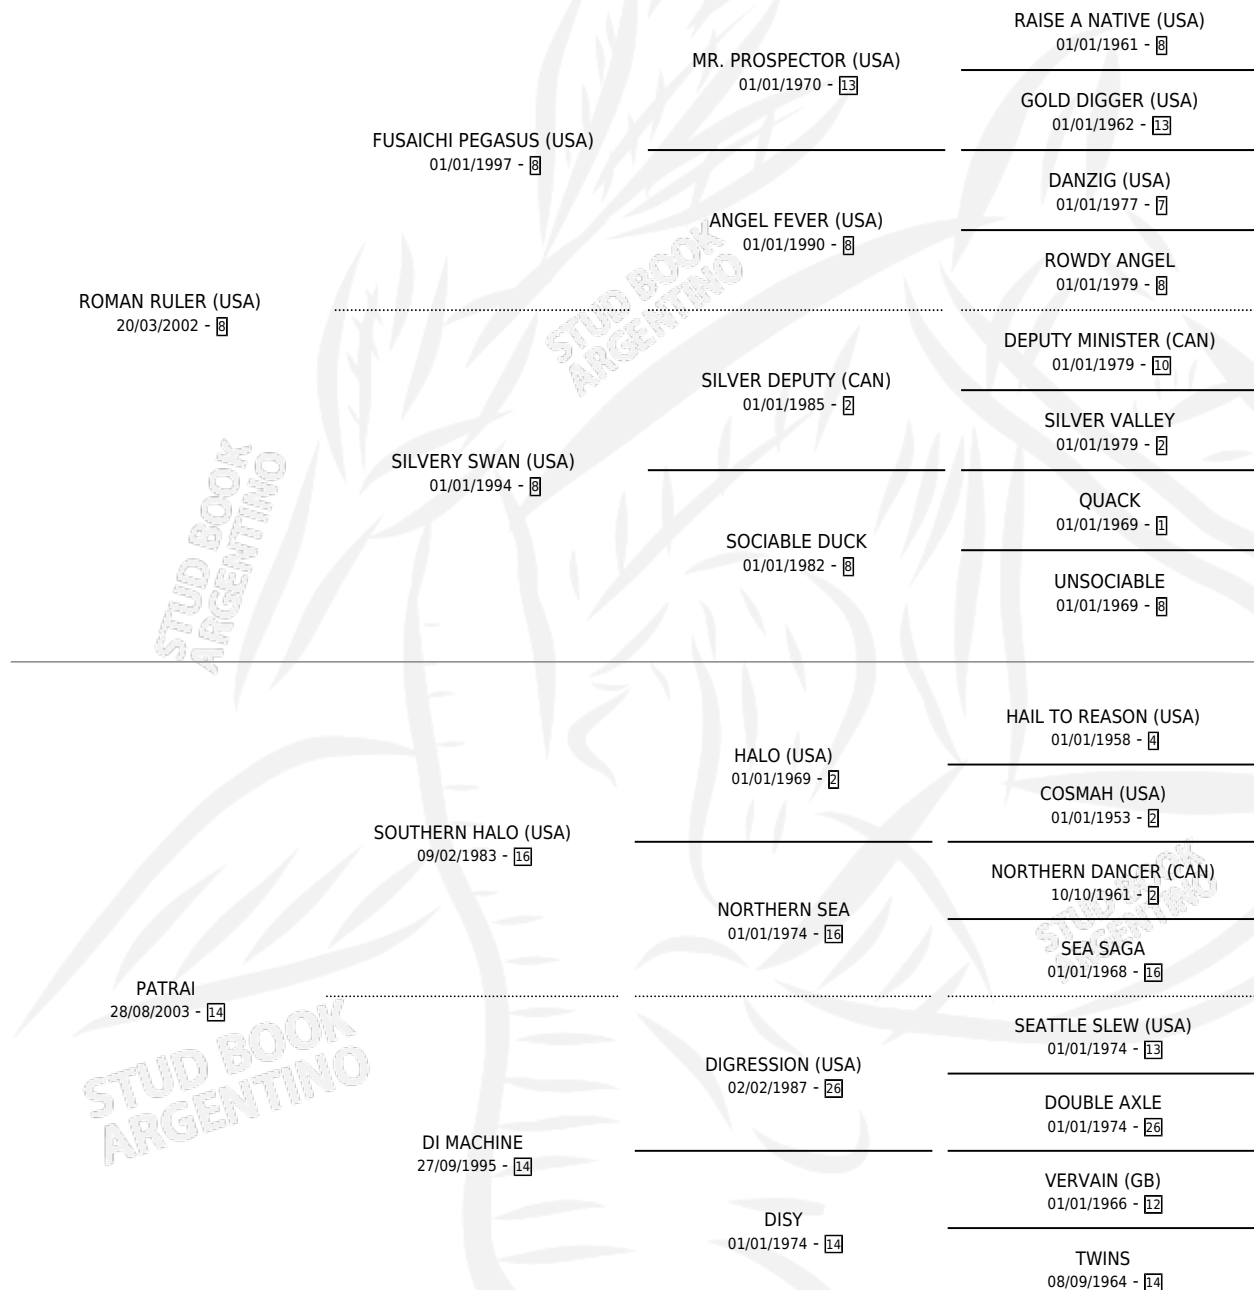 RAISE A NATIVE (USA)
01/01/1961 - 8
MR. PROSPECTOR (USA)
01/01/1970 - 13
GOLD DIGGER (USA)
01/01/1962 - 13
FUSAICHI PEGASUS (USA)
01/01/1997 - 8
DANZIG (USA)
01/01/1977 - 7
ANGEL FEVER (USA)
01/01/1990 - 8
ROWDY ANGEL
01/01/1979 - 8
ROMAN RULER (USA)
20/03/2002 - 8
DEPUTY MINISTER (CAN)
01/01/1979 - 10
SILVER DEPUTY (CAN)
01/01/1985 - 2
SILVER VALLEY
01/01/1979 - 2
SILVERY SWAN (USA)
01/01/1994 - 8
QUACK
01/01/1969 - 1
SOCIABLE DUCK
01/01/1982 - 8
UNSOCIABLE
01/01/1969 - 8
HAIL TO REASON (USA)
01/01/1958 - 4
HALO (USA)
01/01/1969 - 2
COSMAH (USA)
01/01/1953 - 2
SOUTHERN HALO (USA)
09/02/1983 - 16
NORTHERN DANCER (CAN)
10/10/1961 - 2
NORTHERN SEA
01/01/1974 - 16
SEA SAGA
01/01/1968 - 16
PATRAI
28/08/2003 - 14
SEATTLE SLEW (USA)
01/01/1974 - 13
DIGRESSION (USA)
02/02/1987 - 26
DOUBLE AXLE
01/01/1974 - 26
DI MACHINE
27/09/1995 - 14
VERVAIN (GB)
01/01/1966 - 12
DISY
01/01/1974 - 14
TWINS
08/09/1964 - 14
STUD BOOK
ARGENTINO
STUD BOOK
ARGENTINO
STUD BOOK
ARGENTINO
STUD BOOK
ARGENTINO